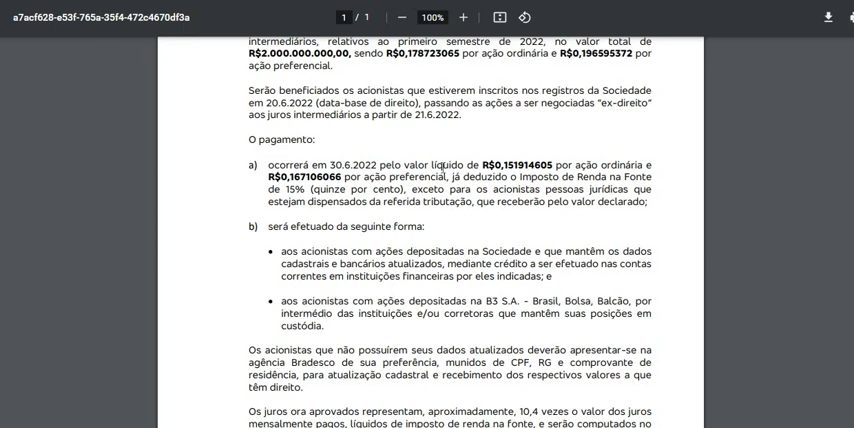 a7acf628-e53f-765a-35f4-472c4670df3a
1 / 1
100%
intermediários, relativos ao primeiro semestre de 2022, no valor total de
R$2.000.000.000,00, sendo R$0,178723065 por ação ordinária e R$0,196595372 por
ação preferencial.
Serão beneficiados os acionistas que estiverem inscritos nos registros da Sociedade
em 20.6.2022 (data-base de direito), passando as ações a ser negociadas "ex-direito"
aos juros intermediários a partir de 21.6.2022.
O pagamento:
a) ocorrerá em 30.6.2022 pelo valor líquido de R$0,151914605 por ação ordinária e
R$0,167106066 por ação preferencial, já deduzido o Imposto de Renda na Fonte
de 15% (quinze por cento), exceto para os acionistas pessoas jurídicas que
estejam dispensados da referida tributação, que receberão pelo valor declarado;
b) será efetuado da seguinte forma:
• aos acionistas com ações depositadas na Sociedade e que mantêm os dados
cadastrais e bancários atualizados, mediante crédito a ser efetuado nas contas
correntes em instituições financeiras por eles indicadas; e
• aos acionistas com ações depositadas na B3 S.A. - Brasil, Bolsa, Balcão, por
intermédio das instituições e/ou corretoras que mantêm suas posições em
custódia.
Os acionistas que não possuírem seus dados atualizados deverão apresentar-se na
agência Bradesco de sua preferência, munidos de CPF, RG e comprovante de
residência, para atualização cadastral e recebimento dos respectivos valores a que
têm direito.
Os juros ora aprovados representam, aproximadamente, 10,4 vezes o valor dos juros
mensalmente pagos, líquidos de imposto de renda na fonte, e serão computados no